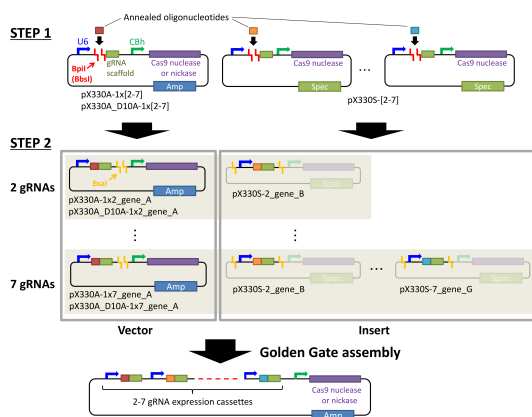 STEP 1
Annealed oligonucleotides
U6
CBh
BpiI
(BbsI)
gRNA
scaffold
Cas9 nuclease
or nickase
Amp
pX330A-1x[2-7]
pX330A_D10A-1x[2-7]
Cas9 nuclease
Spec
...
Cas9 nuclease
Spec
pX330S-[2-7]
STEP 2
2 gRNAs
BsaI
Amp
pX330A-1x2_gene_A
pX330A_D10A-1x2_gene_A
Spec
pX330S-2_gene_B
7 gRNAs
Amp
pX330A-1x7_gene_A
pX330A_D10A-1x7_gene_A
Spec
pX330S-2_gene_B
...
Spec
pX330S-7_gene_G
Vector
Insert
Golden Gate assembly
2-7 gRNA expression cassettes
Cas9 nuclease
or nickase
Amp